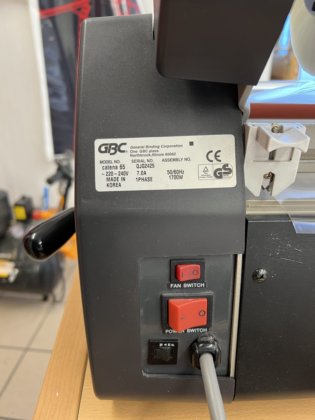 GBC
General Binding Corporation
One GBC plaza
Northbrook, Illinois 60062
MODEL NO. SERIAL NO. ASSEMBLY NO.
catena 65 QJ02425
~220-240V 7.0A 50/60Hz
MADE IN 1PHASE 1700W
KOREA
CE
GS
FAN SWITCH
POWER SWITCH